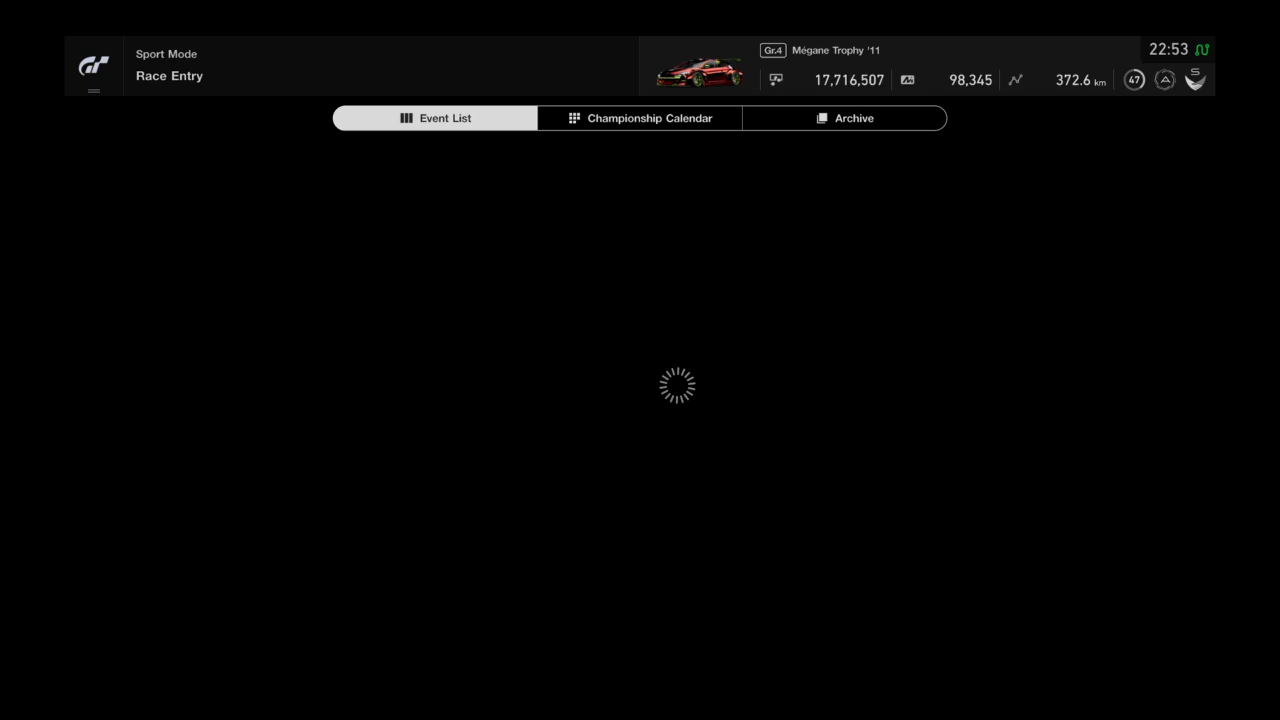 Sport Mode
Race Entry
Gr.4 Mégane Trophy '11
22:53
17,716,507
98,345
372.6 km
47
A
S
Event List
Championship Calendar
Archive